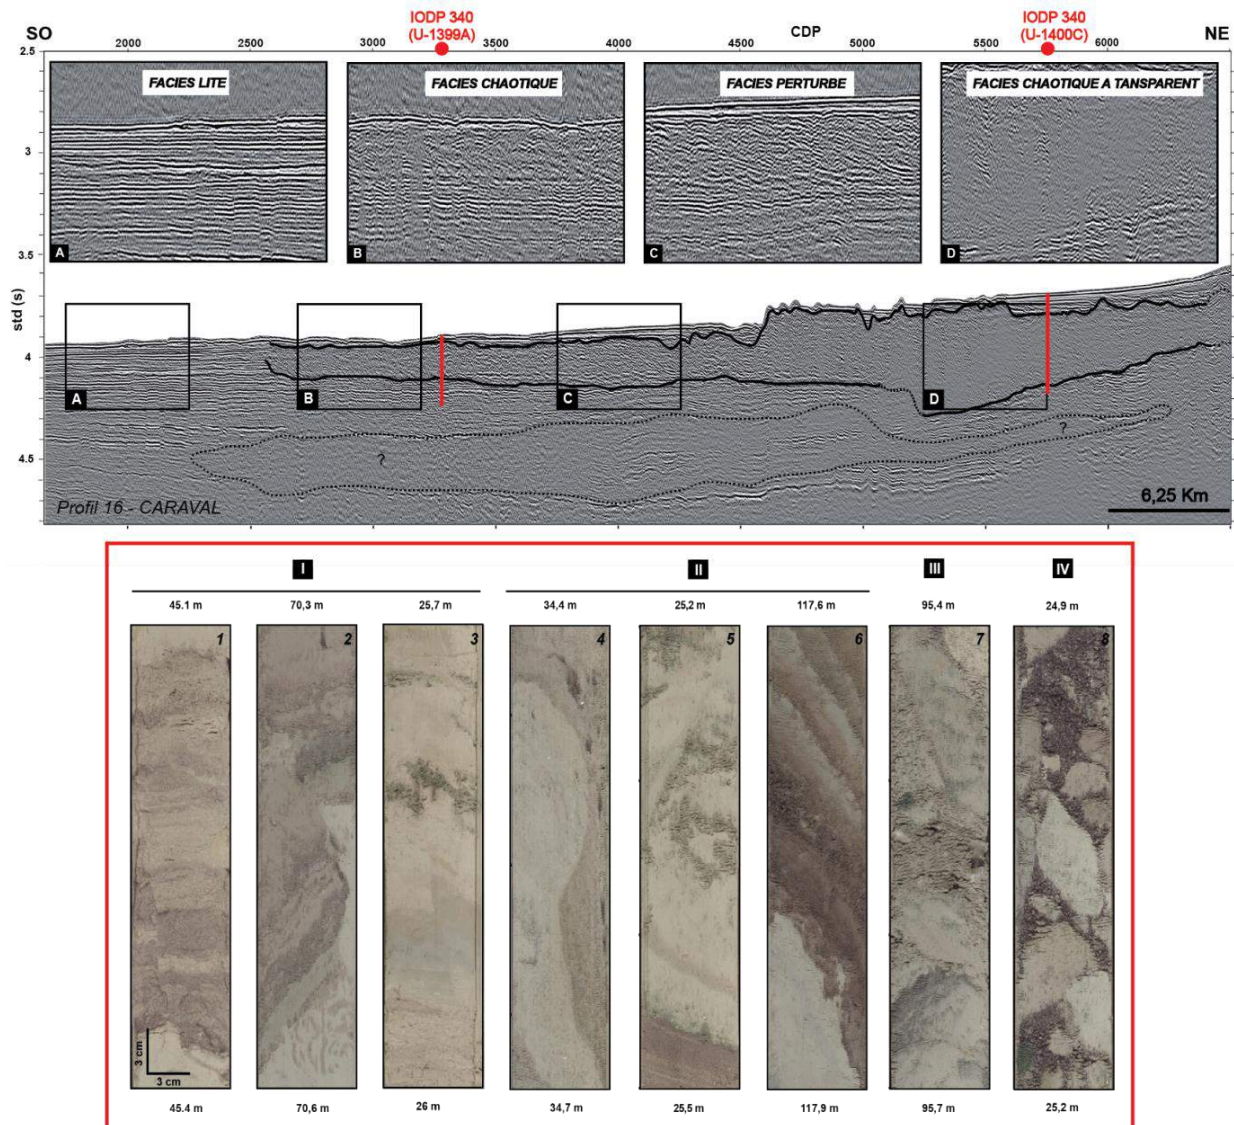 IODP 340
(U-1399A)
IODP 340
(U-1400C)
SO
2000
2500
3000
3500
4000
4500
CDP
5000
5500
6000
NE
2.5
FACIES LITE
FACIES CHAOTIQUE
FACIES PERTURBE
FACIES CHAOTIQUE A TANSPARENT
3
A
B
C
D
3.5
std (s)
4
A
B
C
D
4.5
?
?
Profil 16 - CARAVAL
6,25 Km
I
II
III
IV
45.1 m
70,3 m
25,7 m
34,4 m
25,2 m
117,6 m
95,4 m
24,9 m
1
2
3
4
5
6
7
8
3 cm
3 cm
45.4 m
70,6 m
26 m
34,7 m
25,5 m
117,9 m
95,7 m
25,2 m